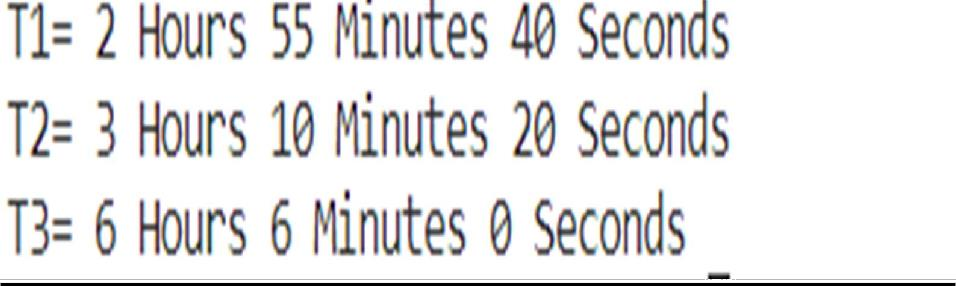 T1= 2 Hours 55 Minutes 40 Seconds
T2= 3 Hours 10 Minutes 20 Seconds
T3= 6 Hours 6 Minutes 0 Seconds